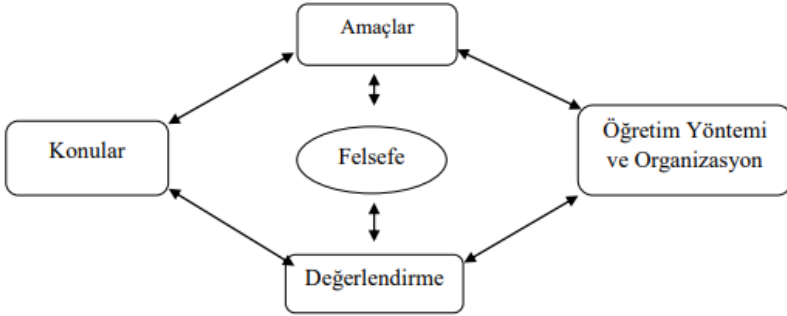 Amaçlar
Konular
Felsefe
Öğretim Yöntemi
ve Organizasyon
Değerlendirme